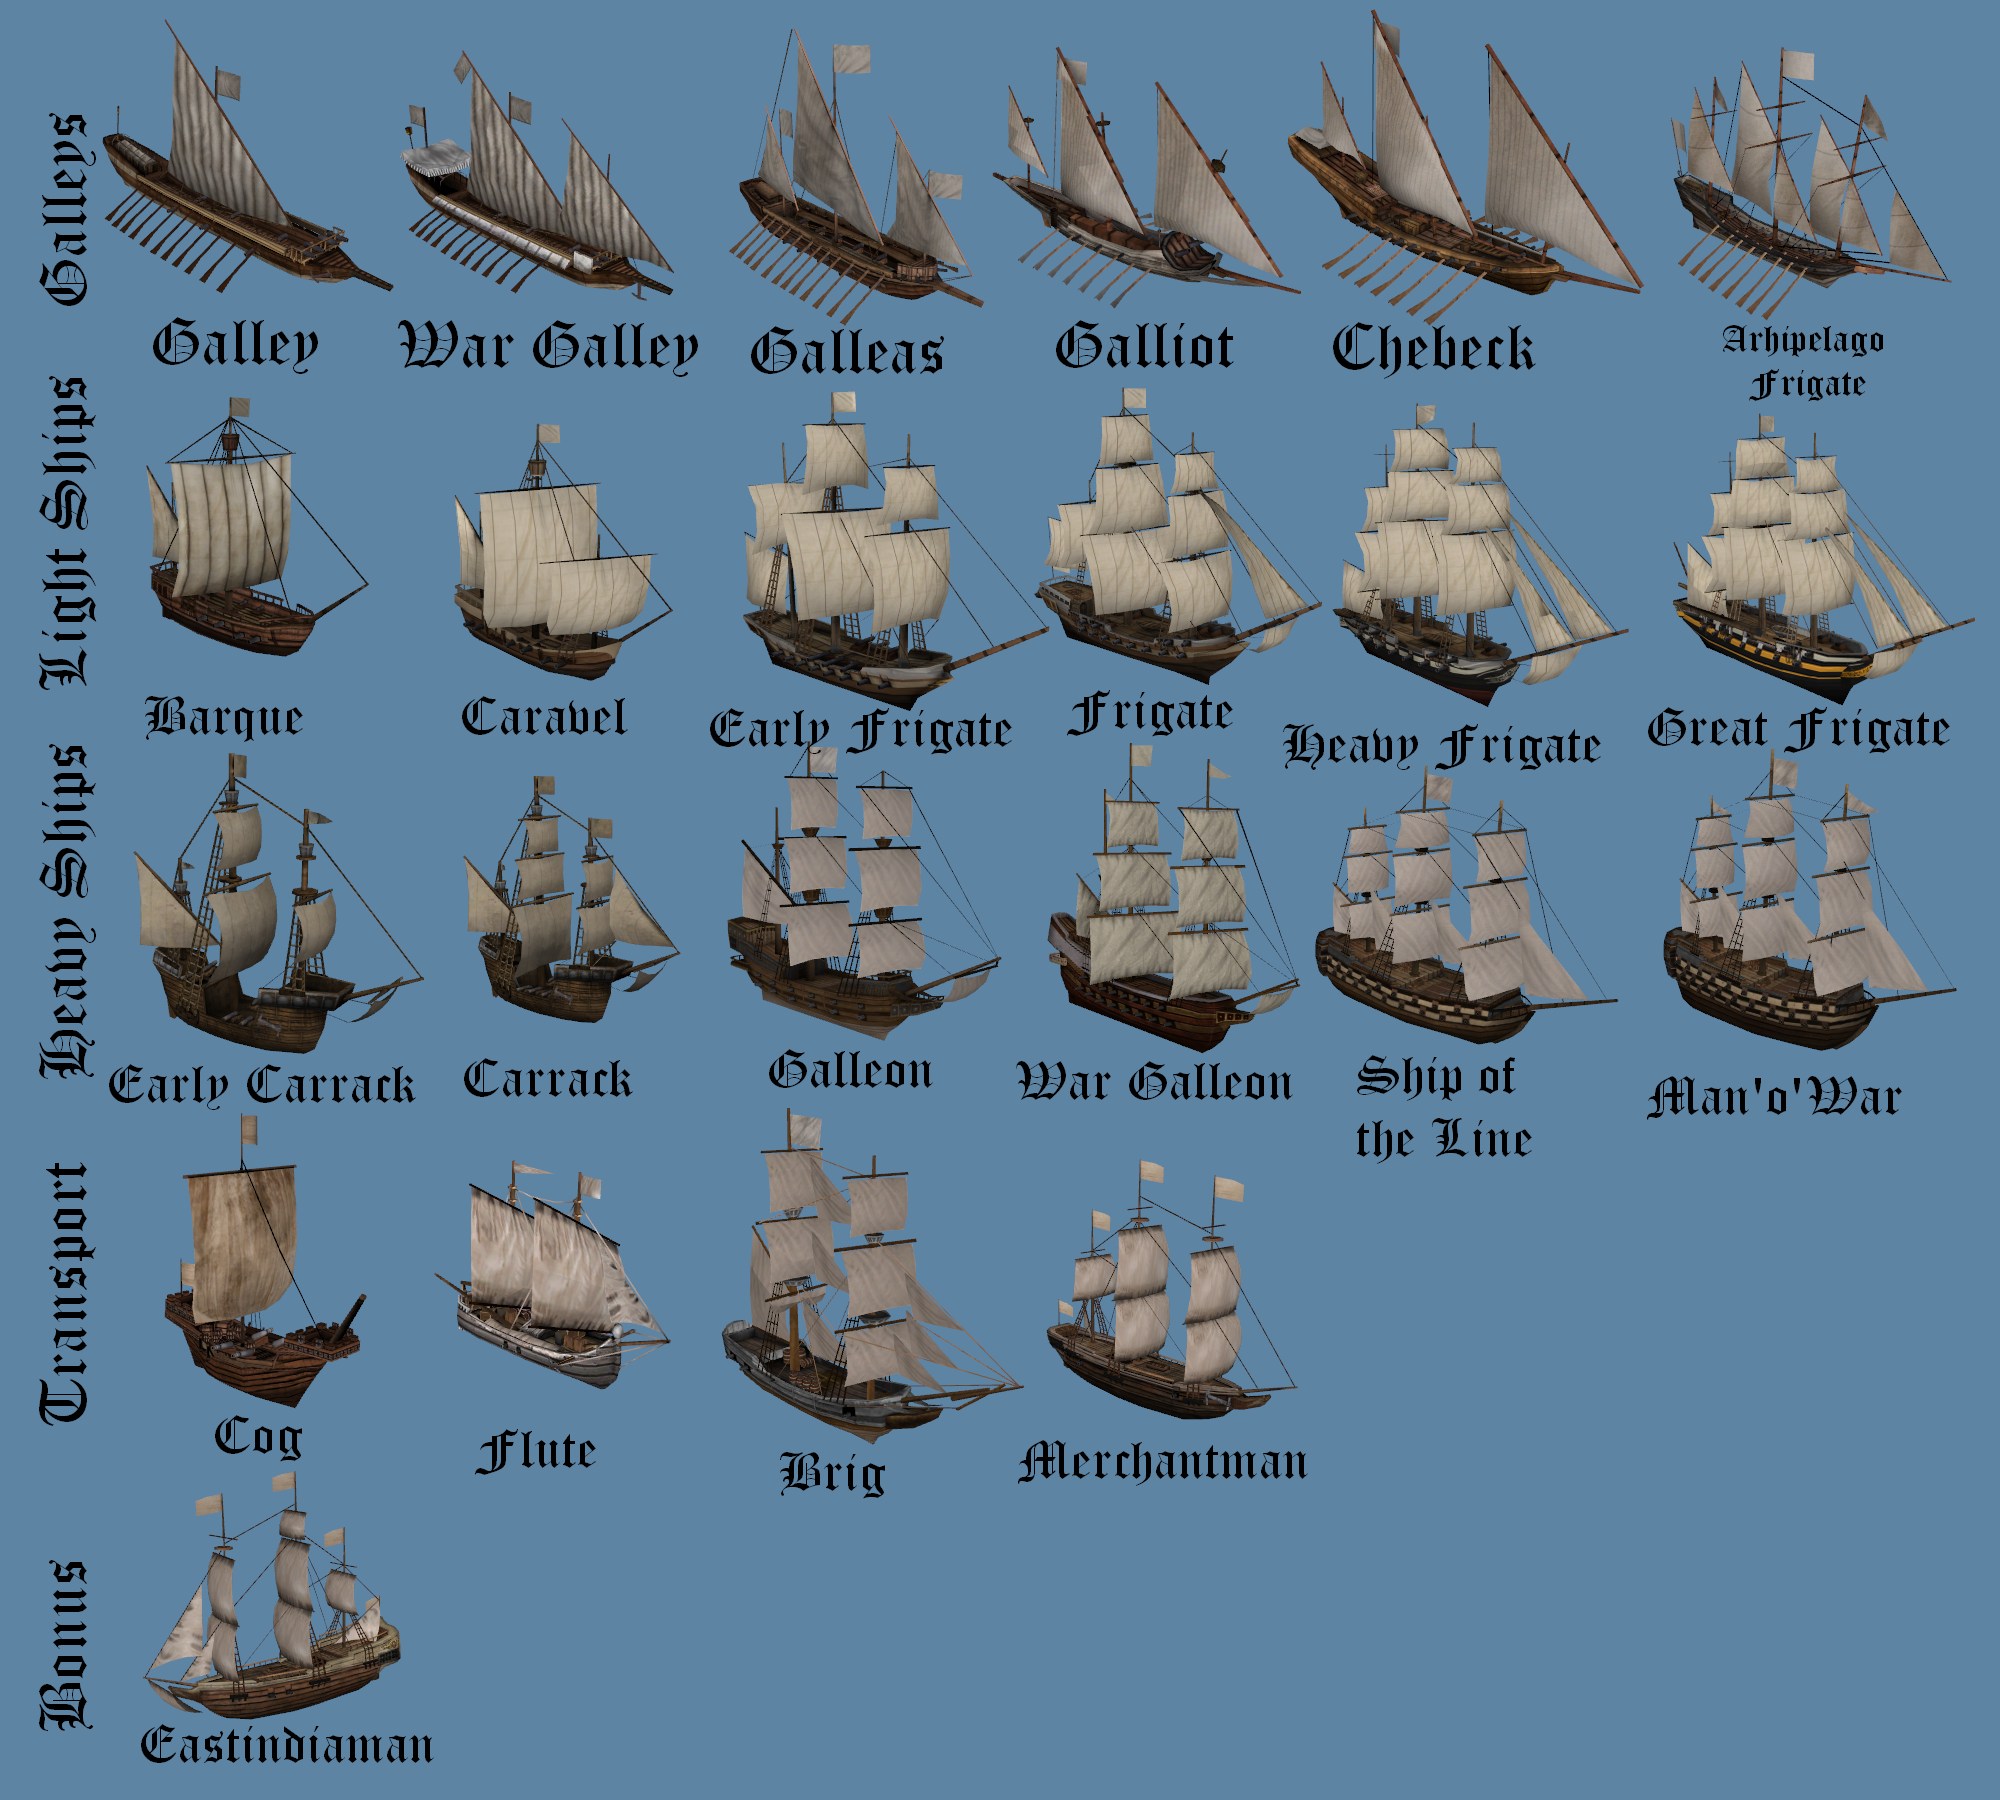 Galleys
Galley
War Galley
Galleas
Galliot
Chebeck
Arhipelago
Frigate
Light Ships
Barque
Caravel
Early Frigate
Frigate
Heavy Frigate
Great Frigate
Heavy Ships
Early Carrack
Carrack
Galleon
War Galleon
Ship of
the Line
Man'o'War
Transport
Cog
Flute
Brig
Merchantman
Bonus
Eastindiaman